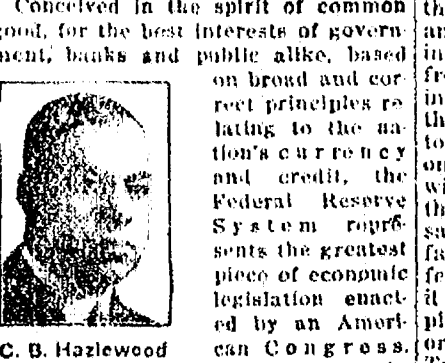 Conceived in the spirit of common
good, for the best interests of govern-
ment, banks and public alike, based
on broad and cor-
rect principles re-
lating to the na-
tion's currency
and credit, the
Federal Reserve
System repre-
sents the greatest
piece of economic
legislation enact-
ed by an Ameri-
can Congress.
C. B. Hazlewood